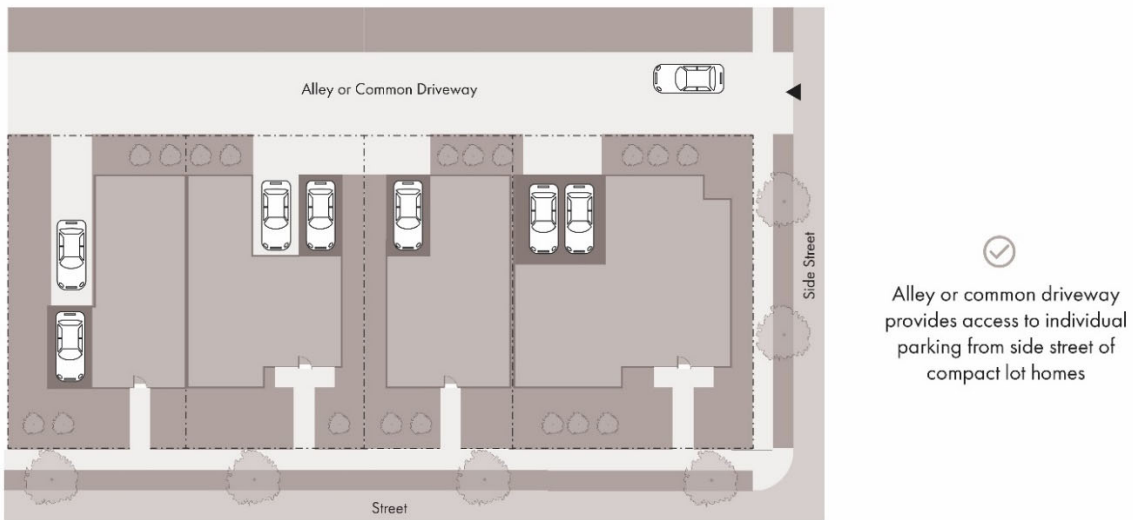 Alley or Common Driveway
Side Street
Alley or common driveway
provides access to individual
parking from side street of
compact lot homes
Street